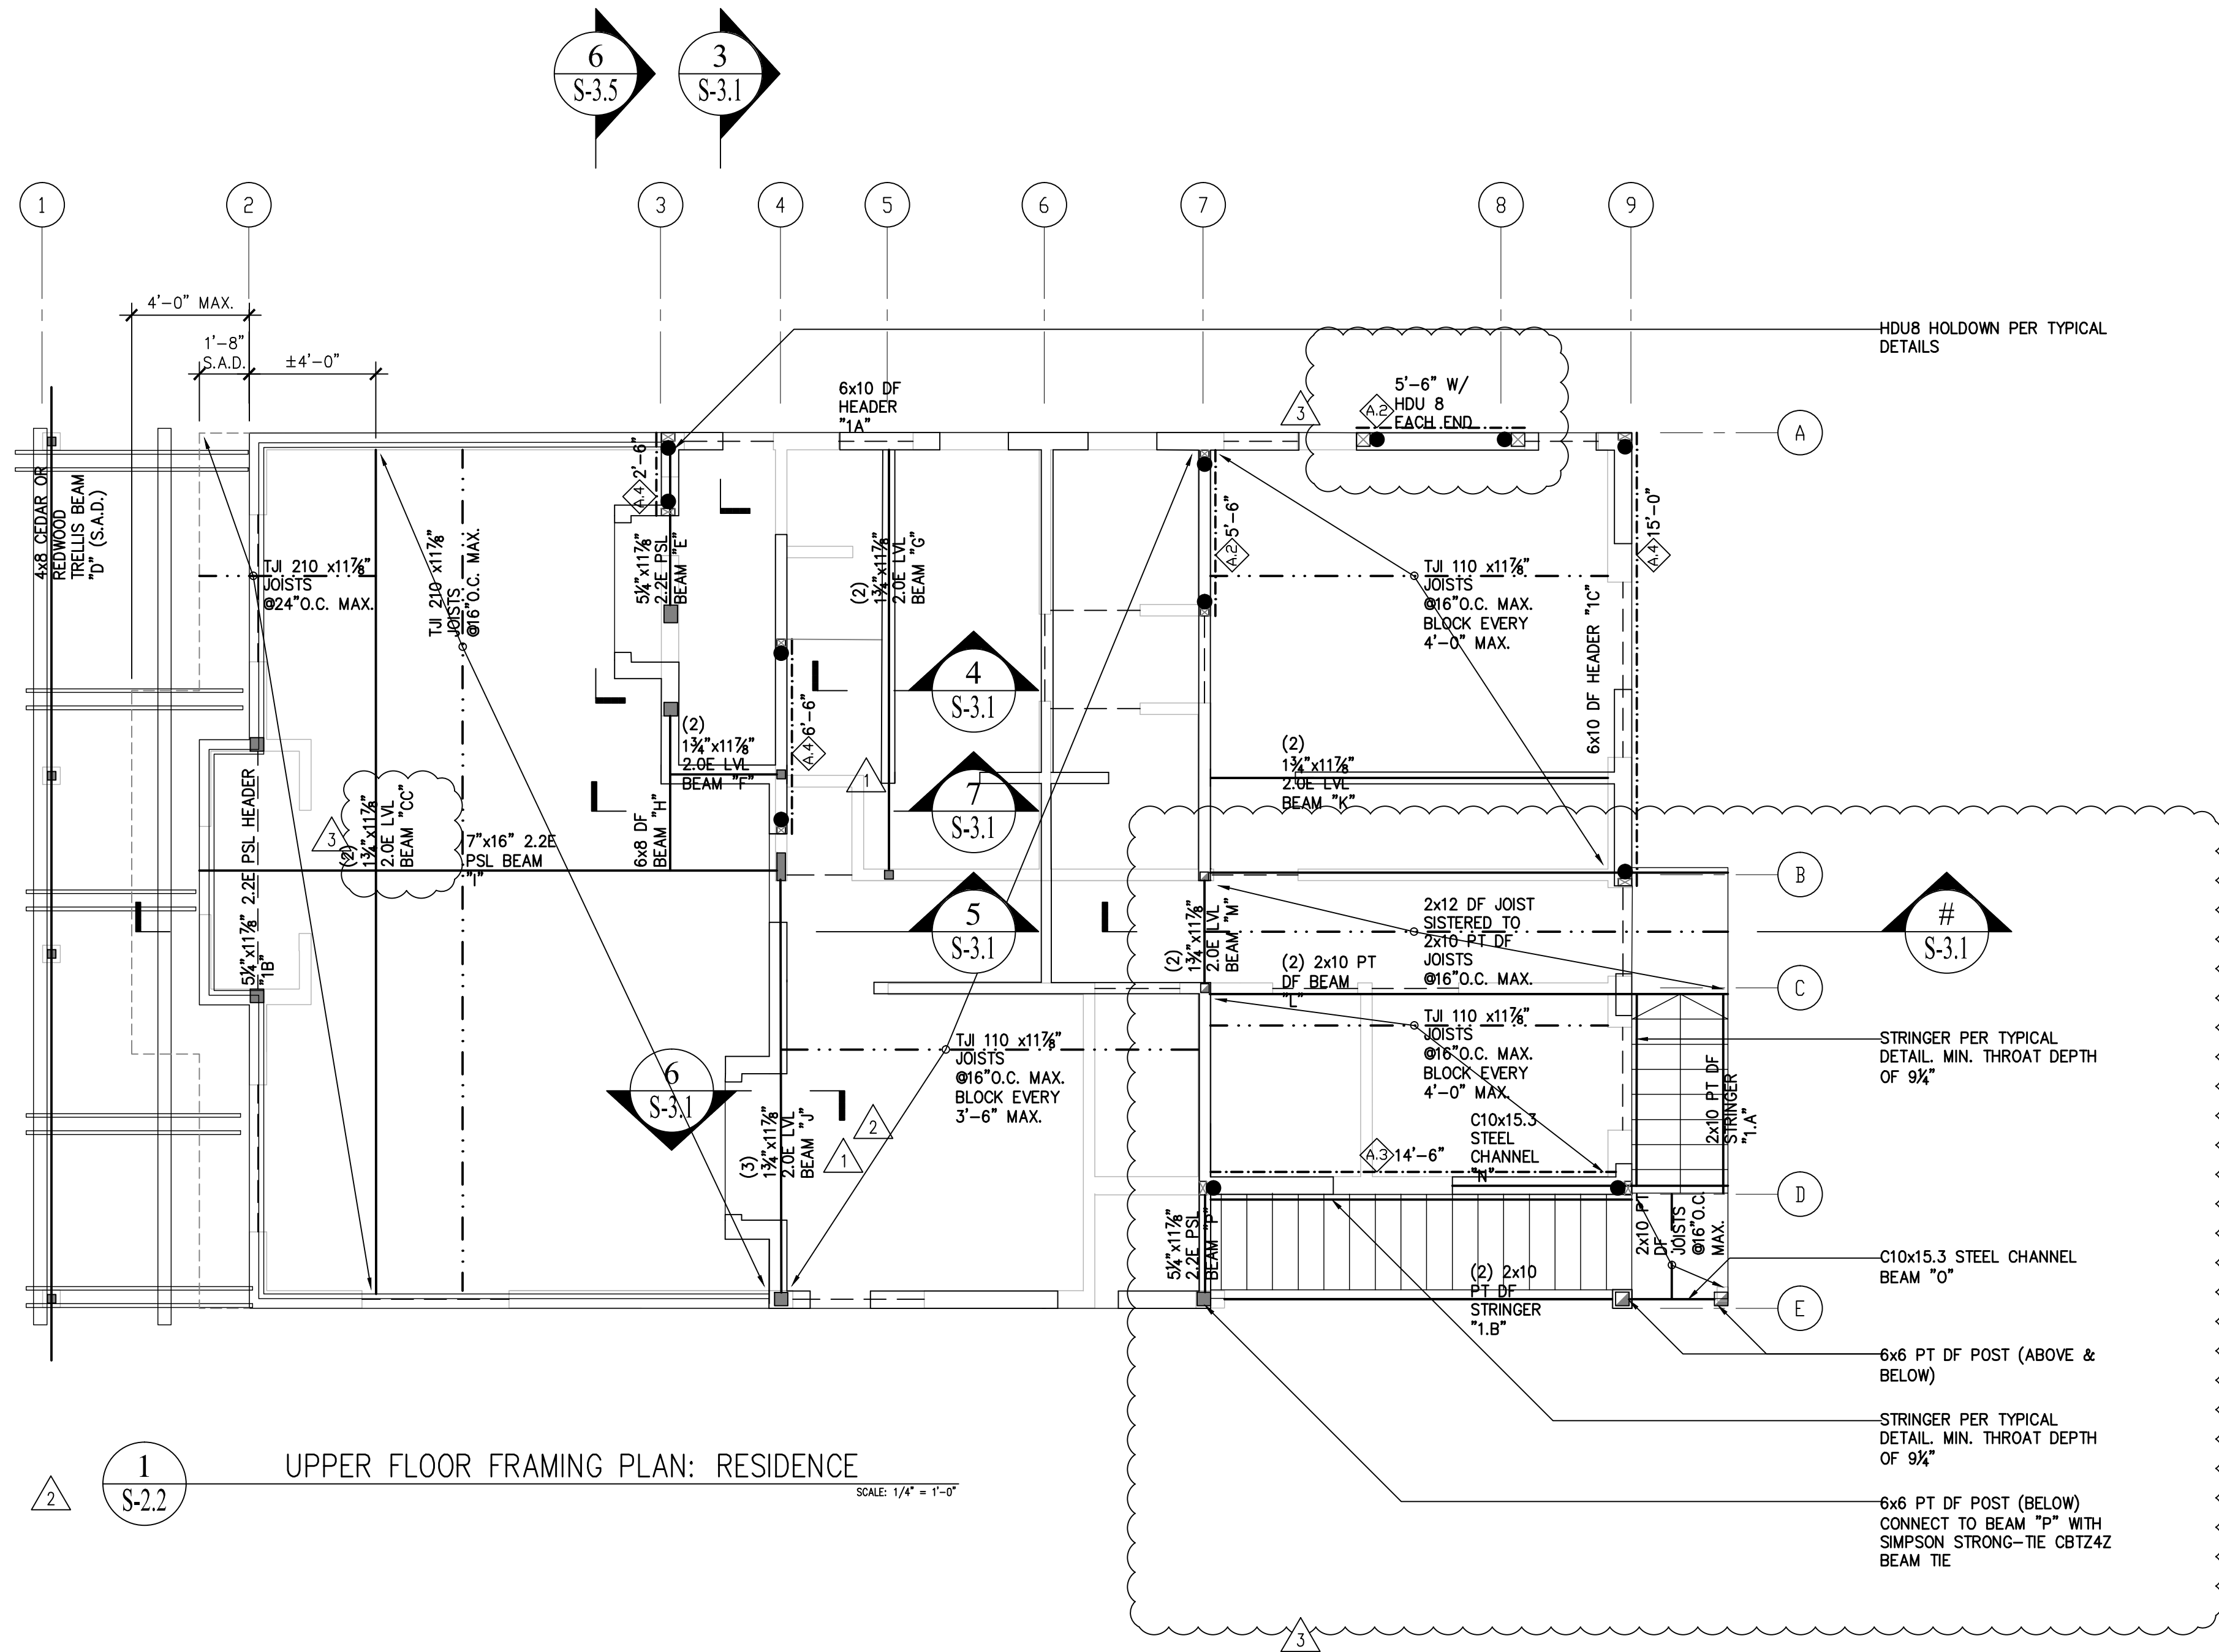 6
S-3.5
3
S-3.1
1
2
3
4
5
6
7
8
9
4'-0" MAX.
1'-8"
S.A.D.
±4'-0"
HDU8 HOLDOWN PER TYPICAL
DETAILS
6x10 DF
HEADER
"1A"
3
A.2
5'-6" W/
HDU 8
EACH END
A
4x8 CEDAR OR
REDWOOD
TRELLIS BEAM
"D" (S.A.D.)
TJI 210 x11⅞"
JOISTS
@24"O.C. MAX.
TJI 210 x11⅞"
JOISTS
@16"O.C. MAX.
A.4
2'-6"
5¼"x11⅞"
2.2E PSL
BEAM "E"
(2)
1¾"x11⅞"
2.0E LVL
BEAM "G"
A.2
5'-6"
TJI 110 x11⅞"
JOISTS
@16"O.C. MAX.
BLOCK EVERY
4'-0" MAX.
6x10 DF HEADER "1C"
A.4
15'-0"
4
S-3.1
(2)
1¾"x11⅞"
2.0E LVL
BEAM "F"
A.4
6'-6"
1
7
S-3.1
(2)
1¾"x11⅞"
2.0E LVL
BEAM "K"
5¼"x11⅞" 2.2E PSL HEADER
"1B"
3
(2)
1¾"x11⅞"
2.0E LVL
BEAM "CC"
7"x16" 2.2E
PSL BEAM
"I"
6x8 DF
BEAM "H"
B
5
S-3.1
(2)
1¾"x11⅞"
2.0E LVL
BEAM "M"
2x12 DF JOIST
SISTERED TO
2x10 PT DF
JOISTS
@16"O.C. MAX.
#
S-3.1
(2) 2x10 PT
DF BEAM
"L"
C
6
S-3.1
(3)
1¾"x11⅞"
2.0E LVL
BEAM "J"
2
1
TJI 110 x11⅞"
JOISTS
@16"O.C. MAX.
BLOCK EVERY
3'-6" MAX.
TJI 110 x11⅞"
JOISTS
@16"O.C. MAX.
BLOCK EVERY
4'-0" MAX.
STRINGER PER TYPICAL
DETAIL. MIN. THROAT DEPTH
OF 9¼"
2x10 PT DF
STRINGER
"1.A"
A.3
14'-6"
C10x15.3
STEEL
CHANNEL
"N"
D
5¼"x11⅞"
2.2E PSL
BEAM "P"
2x10 PT
DF
JOISTS
@16"O.C.
MAX.
(2) 2x10
PT DF
STRINGER
"1.B"
C10x15.3 STEEL CHANNEL
BEAM "O"
E
6x6 PT DF POST (ABOVE &
BELOW)
STRINGER PER TYPICAL
DETAIL. MIN. THROAT DEPTH
OF 9¼"
6x6 PT DF POST (BELOW)
CONNECT TO BEAM "P" WITH
SIMPSON STRONG-TIE CBTZ4Z
BEAM TIE
2
1
S-2.2
UPPER FLOOR FRAMING PLAN: RESIDENCE
SCALE: 1/4" = 1'-0"
3